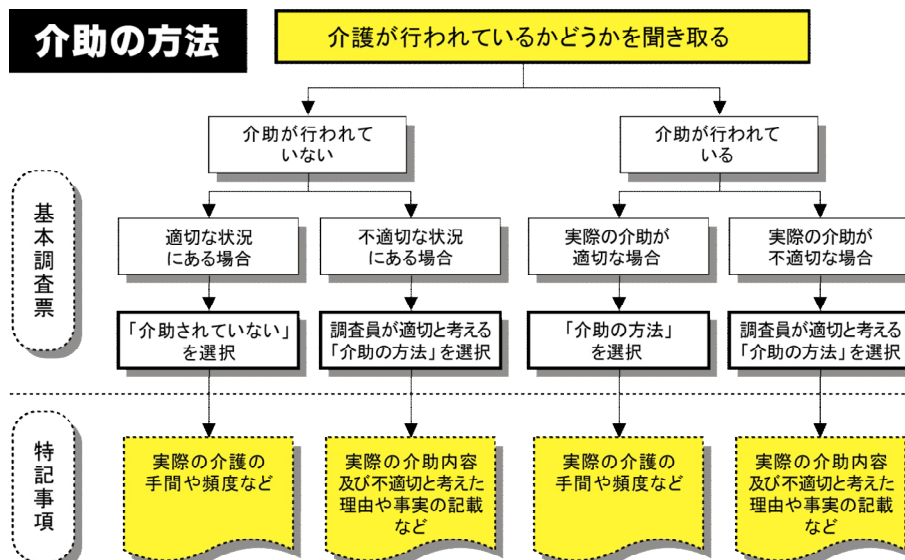 介助の方法
介護が行われているかどうかを聞き取る
介助が行われて
いない
介助が行われて
いる
基本調査票
適切な状況
にある場合
不適切な状況
にある場合
実際の介助が
適切な場合
実際の介助が
不適切な場合
「介助されていない」
を選択
調査員が適切と考える
「介助の方法」を選択
「介助の方法」
を選択
調査員が適切と考える
「介助の方法」を選択
特記事項
実際の介護の
手間や頻度など
実際の介助内容
及び不適切と考えた
理由や事実の記載
など
実際の介護の
手間や頻度など
実際の介助内容
及び不適切と考えた
理由や事実の記載
など